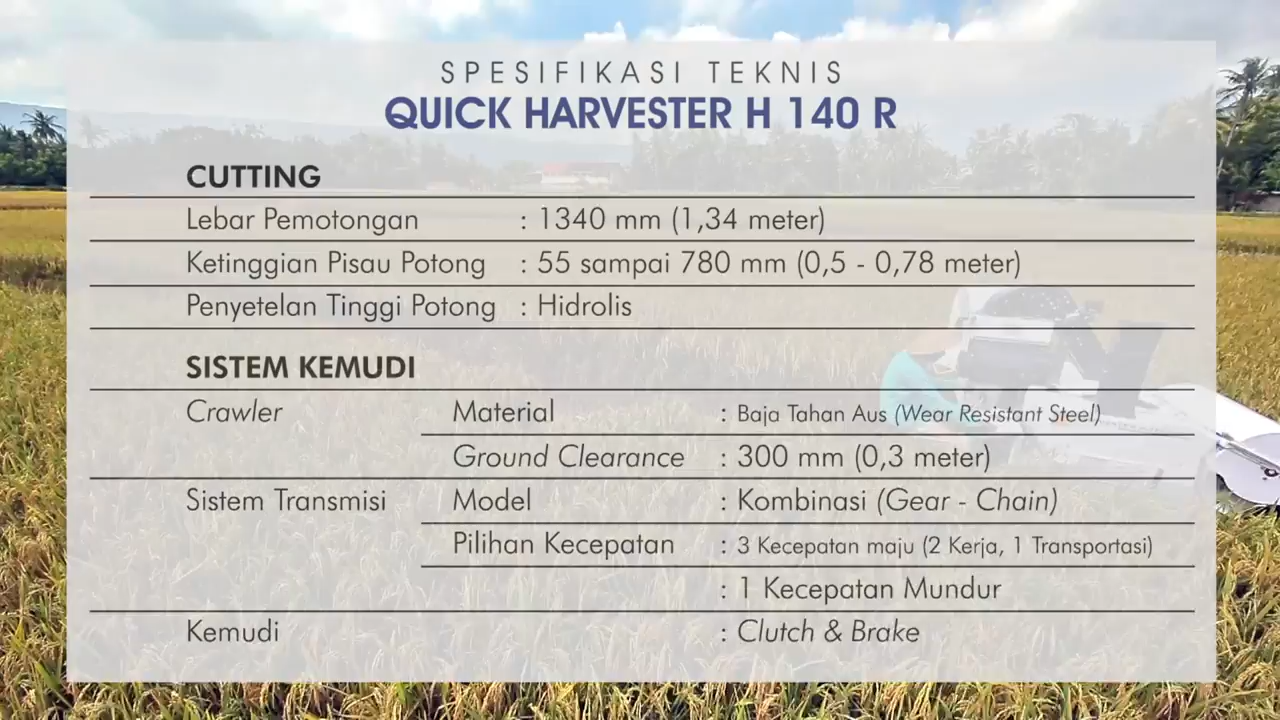 SPESIFIKASI TEKNIS
QUICK HARVESTER H 140 R
CUTTING
Lebar Pemotongan : 1340 mm (1,34 meter)
Ketinggian Pisau Potong : 55 sampai 780 mm (0,5 - 0,78 meter)
Penyetelan Tinggi Potong : Hidrolis
SISTEM KEMUDI
Crawler Material : Baja Tahan Aus (Wear Resistant Steel)
Ground Clearance : 300 mm (0,3 meter)
Sistem Transmisi Model : Kombinasi (Gear - Chain)
Pilihan Kecepatan : 3 Kecepatan maju (2 Kerja, 1 Transportasi)
: 1 Kecepatan Mundur
Kemudi : Clutch & Brake